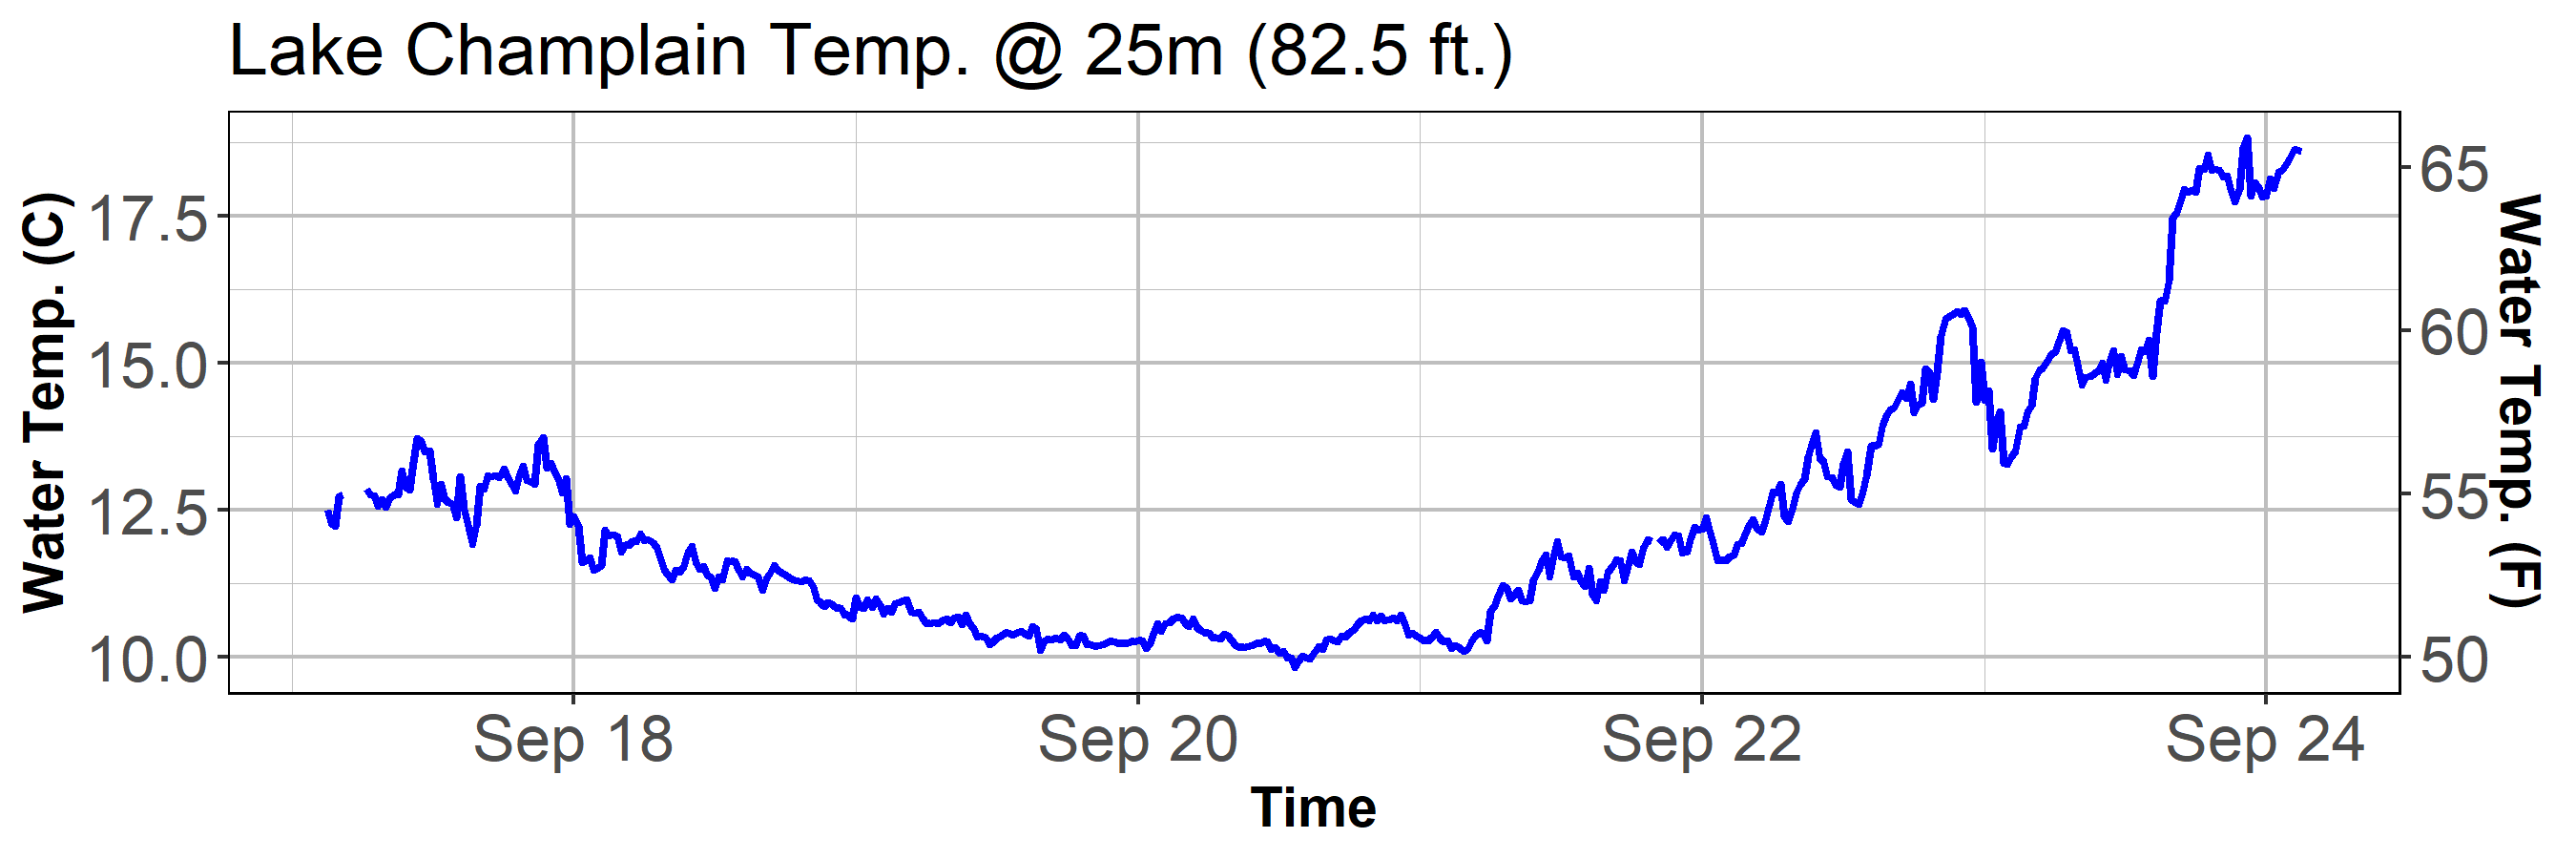 Lake Champlain Temp. @ 25m (82.5 ft.)
Water Temp. (C)
17.5
15.0
12.5
10.0
65
60
55
50
Water Temp. (F)
Sep 18
Sep 20
Sep 22
Sep 24
Time